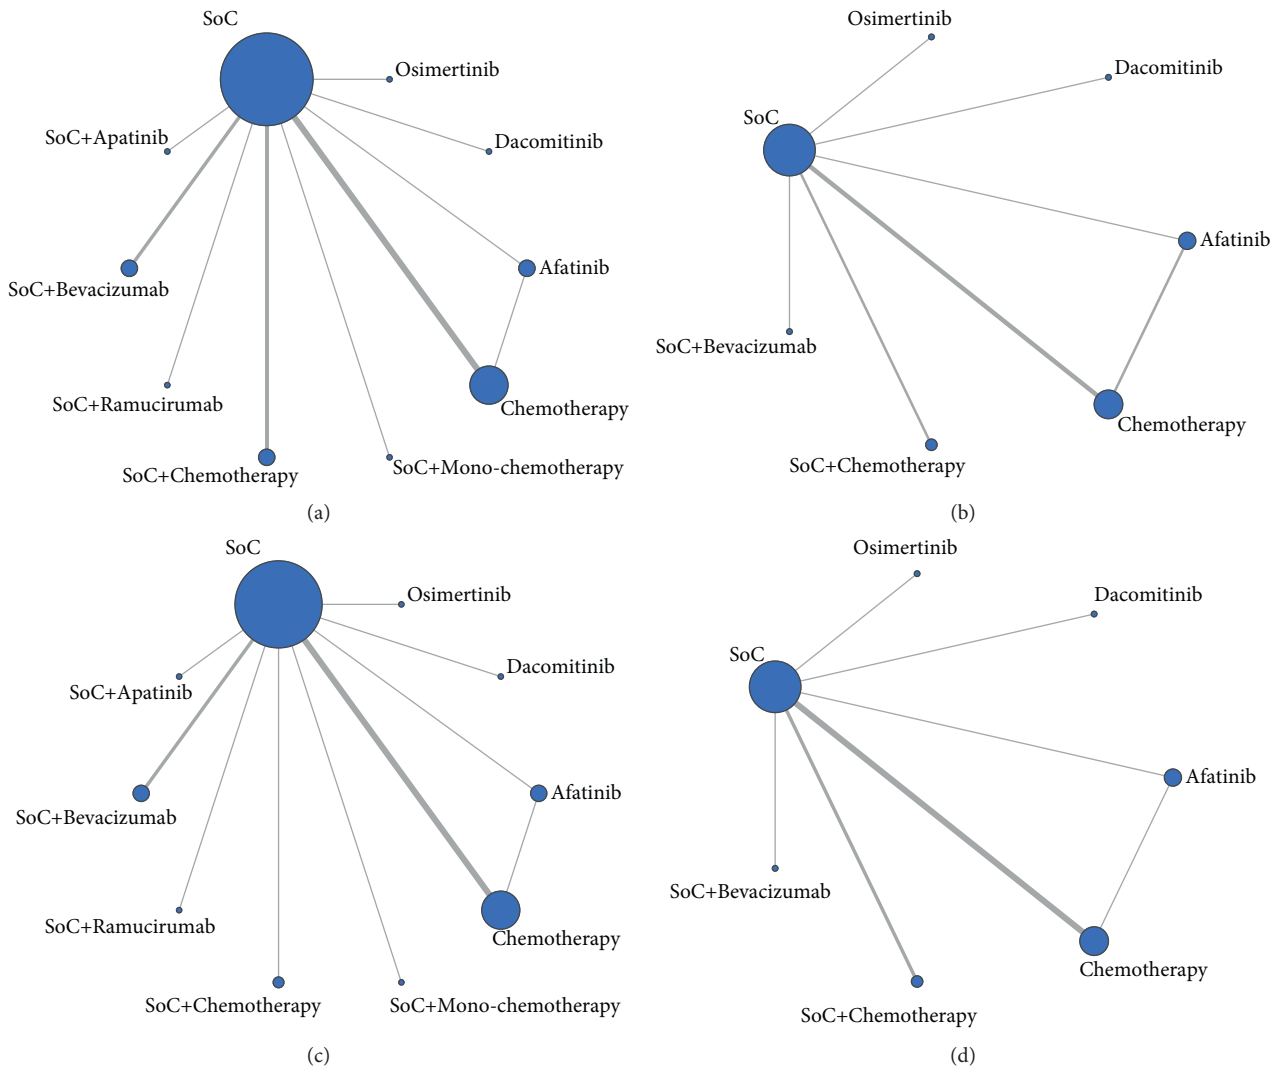 SoC
Osimertinib
SoC+Apatinib
Dacomitinib
Afatinib
SoC+Bevacizumab
SoC+Ramucirumab
Chemotherapy
SoC+Chemotherapy
SoC+Mono-chemotherapy
(a)
Osimertinib
Dacomitinib
SoC
Afatinib
SoC+Bevacizumab
Chemotherapy
SoC+Chemotherapy
(b)
SoC
Osimertinib
Dacomitinib
SoC+Apatinib
Afatinib
SoC+Bevacizumab
SoC+Ramucirumab
Chemotherapy
SoC+Chemotherapy
SoC+Mono-chemotherapy
(c)
Osimertinib
Dacomitinib
SoC
Afatinib
SoC+Bevacizumab
Chemotherapy
SoC+Chemotherapy
(d)